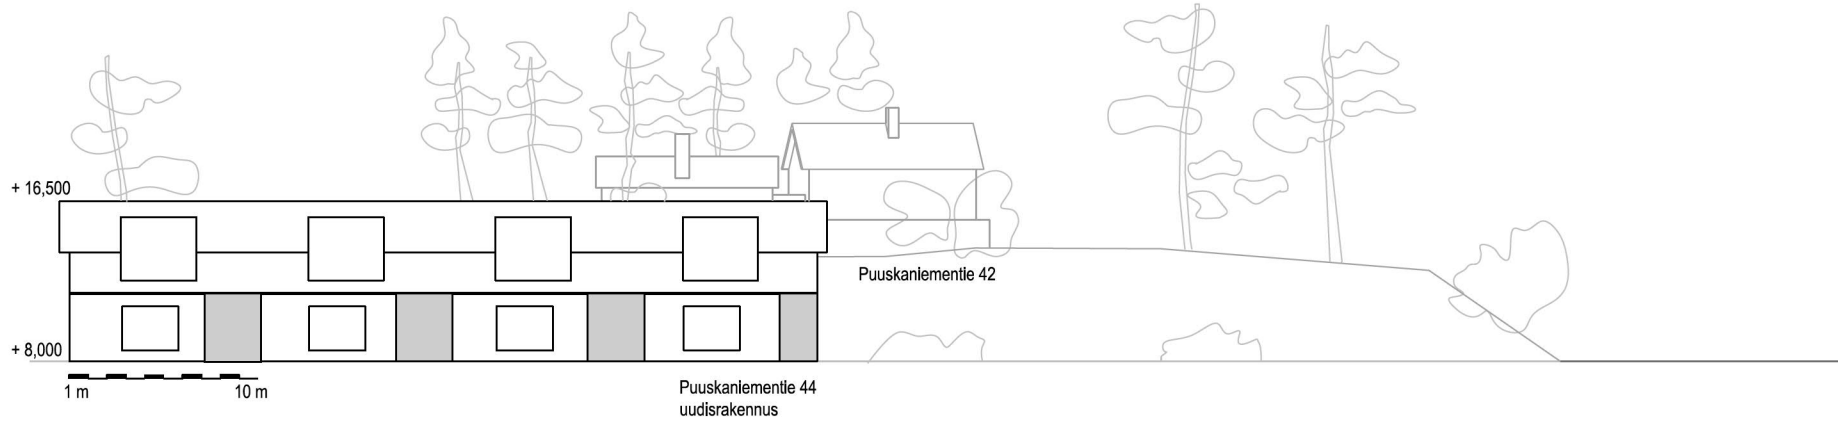 + 16,500
Puuskaniementie 42
+ 8,000
1 m 10 m
Puuskaniementie 44
uudisrakennus